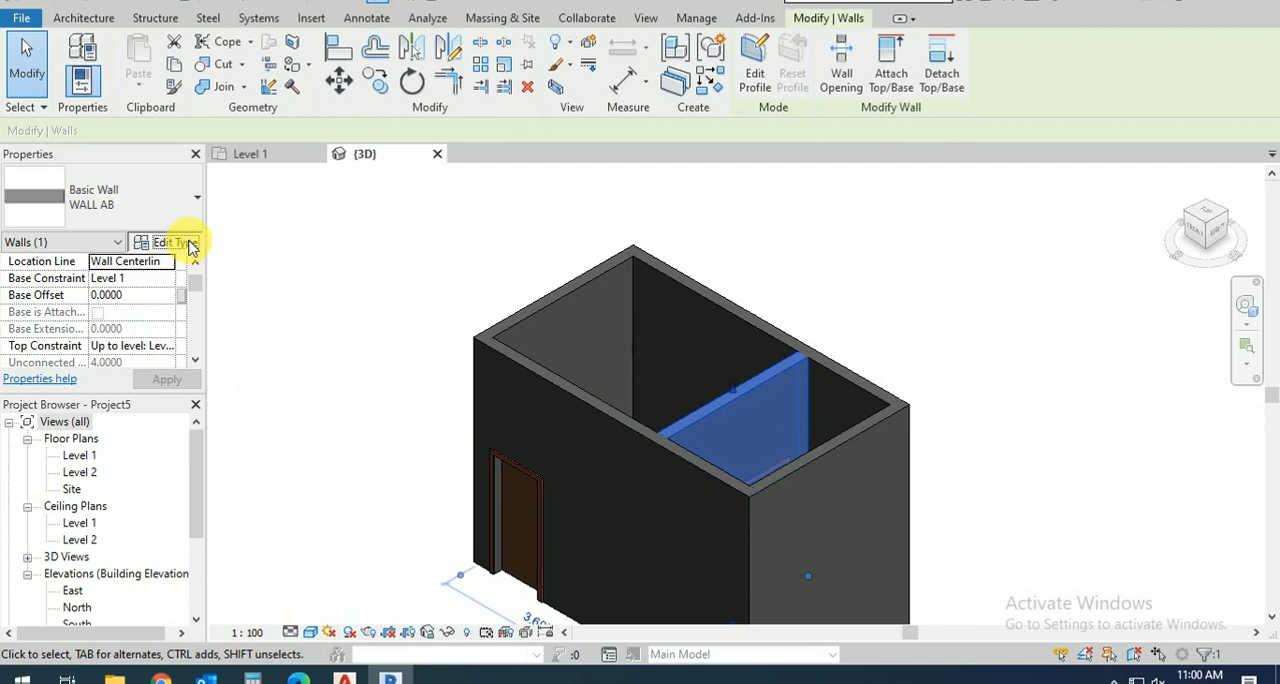 File Architecture Structure Steel Systems Insert Annotate Analyze Massing & Site Collaborate View Manage Add-Ins Modify | Walls
Modify
Paste
Cope
Cut
Join
Edit Profile
Reset Profile
Wall Opening
Attach Top/Base
Detach Top/Base
Select Properties Clipboard Geometry Modify View Measure Create Mode Modify Wall
Modify | Walls
Properties
Level 1
{3D}
Basic Wall
WALL AB
Walls (1)
Edit Type
Location Line Wall Centerlin
Base Constraint Level 1
Base Offset 0.0000
Base is Attach...
Base Extensio... 0.0000
Top Constraint Up to level: Lev...
Unconnected 4.0000
Properties help
Apply
Project Browser - Project5
Views (all)
Floor Plans
Level 1
Level 2
Site
Ceiling Plans
Level 1
Level 2
3D Views
Elevations (Building Elevation
East
North
South
TOP
FRONT
RIGHT
Activate Windows
Go to Settings to activate Windows.
1 : 100
Click to select, TAB for alternates, CTRL adds, SHIFT unselects.
:0
Main Model
:1
11:00 AM